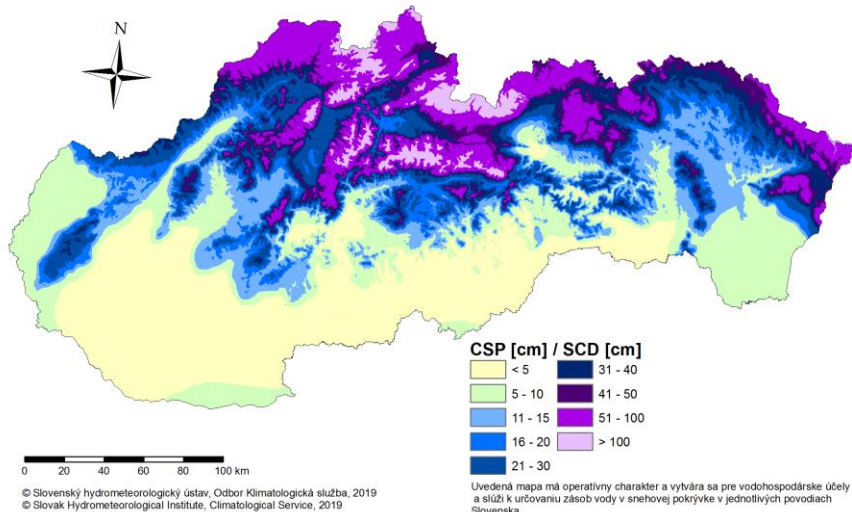 N
CSP [cm] / SCD [cm]
< 5
5 - 10
11 - 15
16 - 20
21 - 30
31 - 40
41 - 50
51 - 100
> 100
0 20 40 60 80 100 km
© Slovenský hydrometeorologický ústav, Odbor Klimatologická služba, 2019
© Slovak Hydrological Institute, Climatological Service, 2019
Uvedená mapa má operatívny charakter a vytvára sa pre vodohospodárske účely
a slúži k určovaniu zásob vody v snehovej pokrývke v jednotlivých povodiach
Slovenska